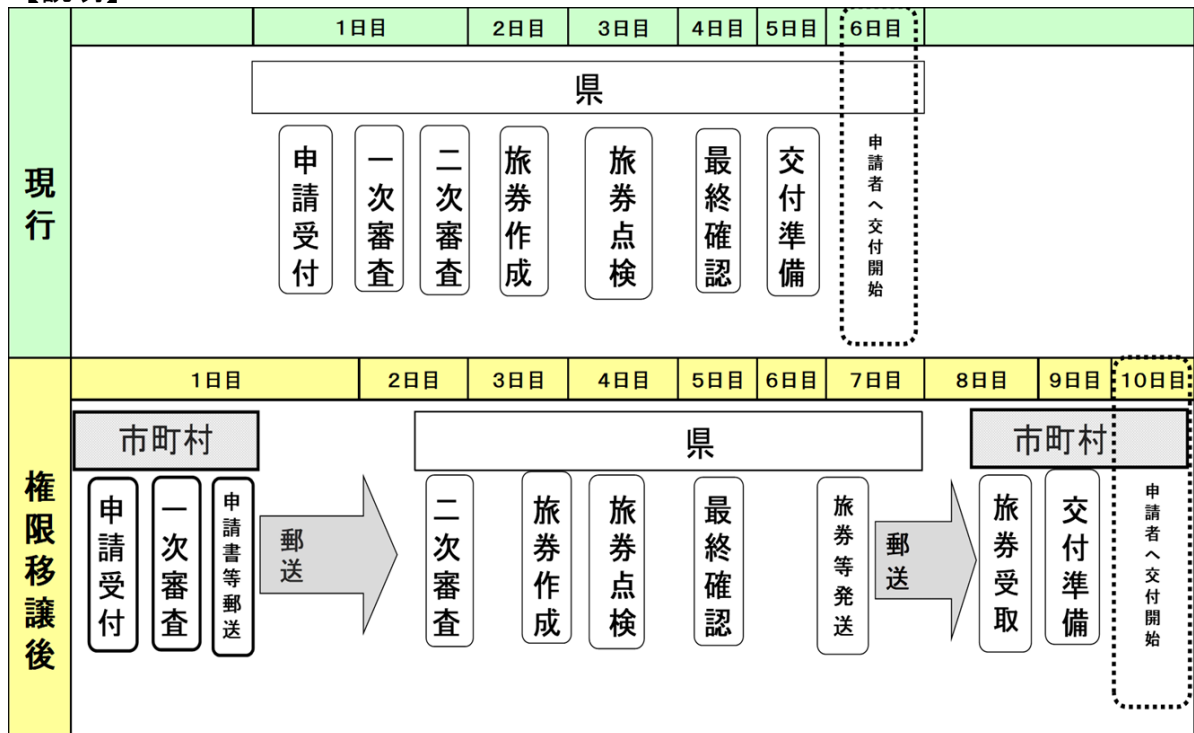 1日目 2日目 3日目 4日目 5日目 6日目
現行
県
申請受付
一次審査
二次審査
旅券作成
旅券点検
最終確認
交付準備
申請者へ交付開始
1日目 2日目 3日目 4日目 5日目 6日目 7日目 8日目 9日目 10日目
権限移譲後
市町村
県
市町村
申請受付
一次審査
申請書等郵送
郵送
二次審査
旅券作成
旅券点検
最終確認
旅券等発送
郵送
旅券受取
交付準備
申請者へ交付開始